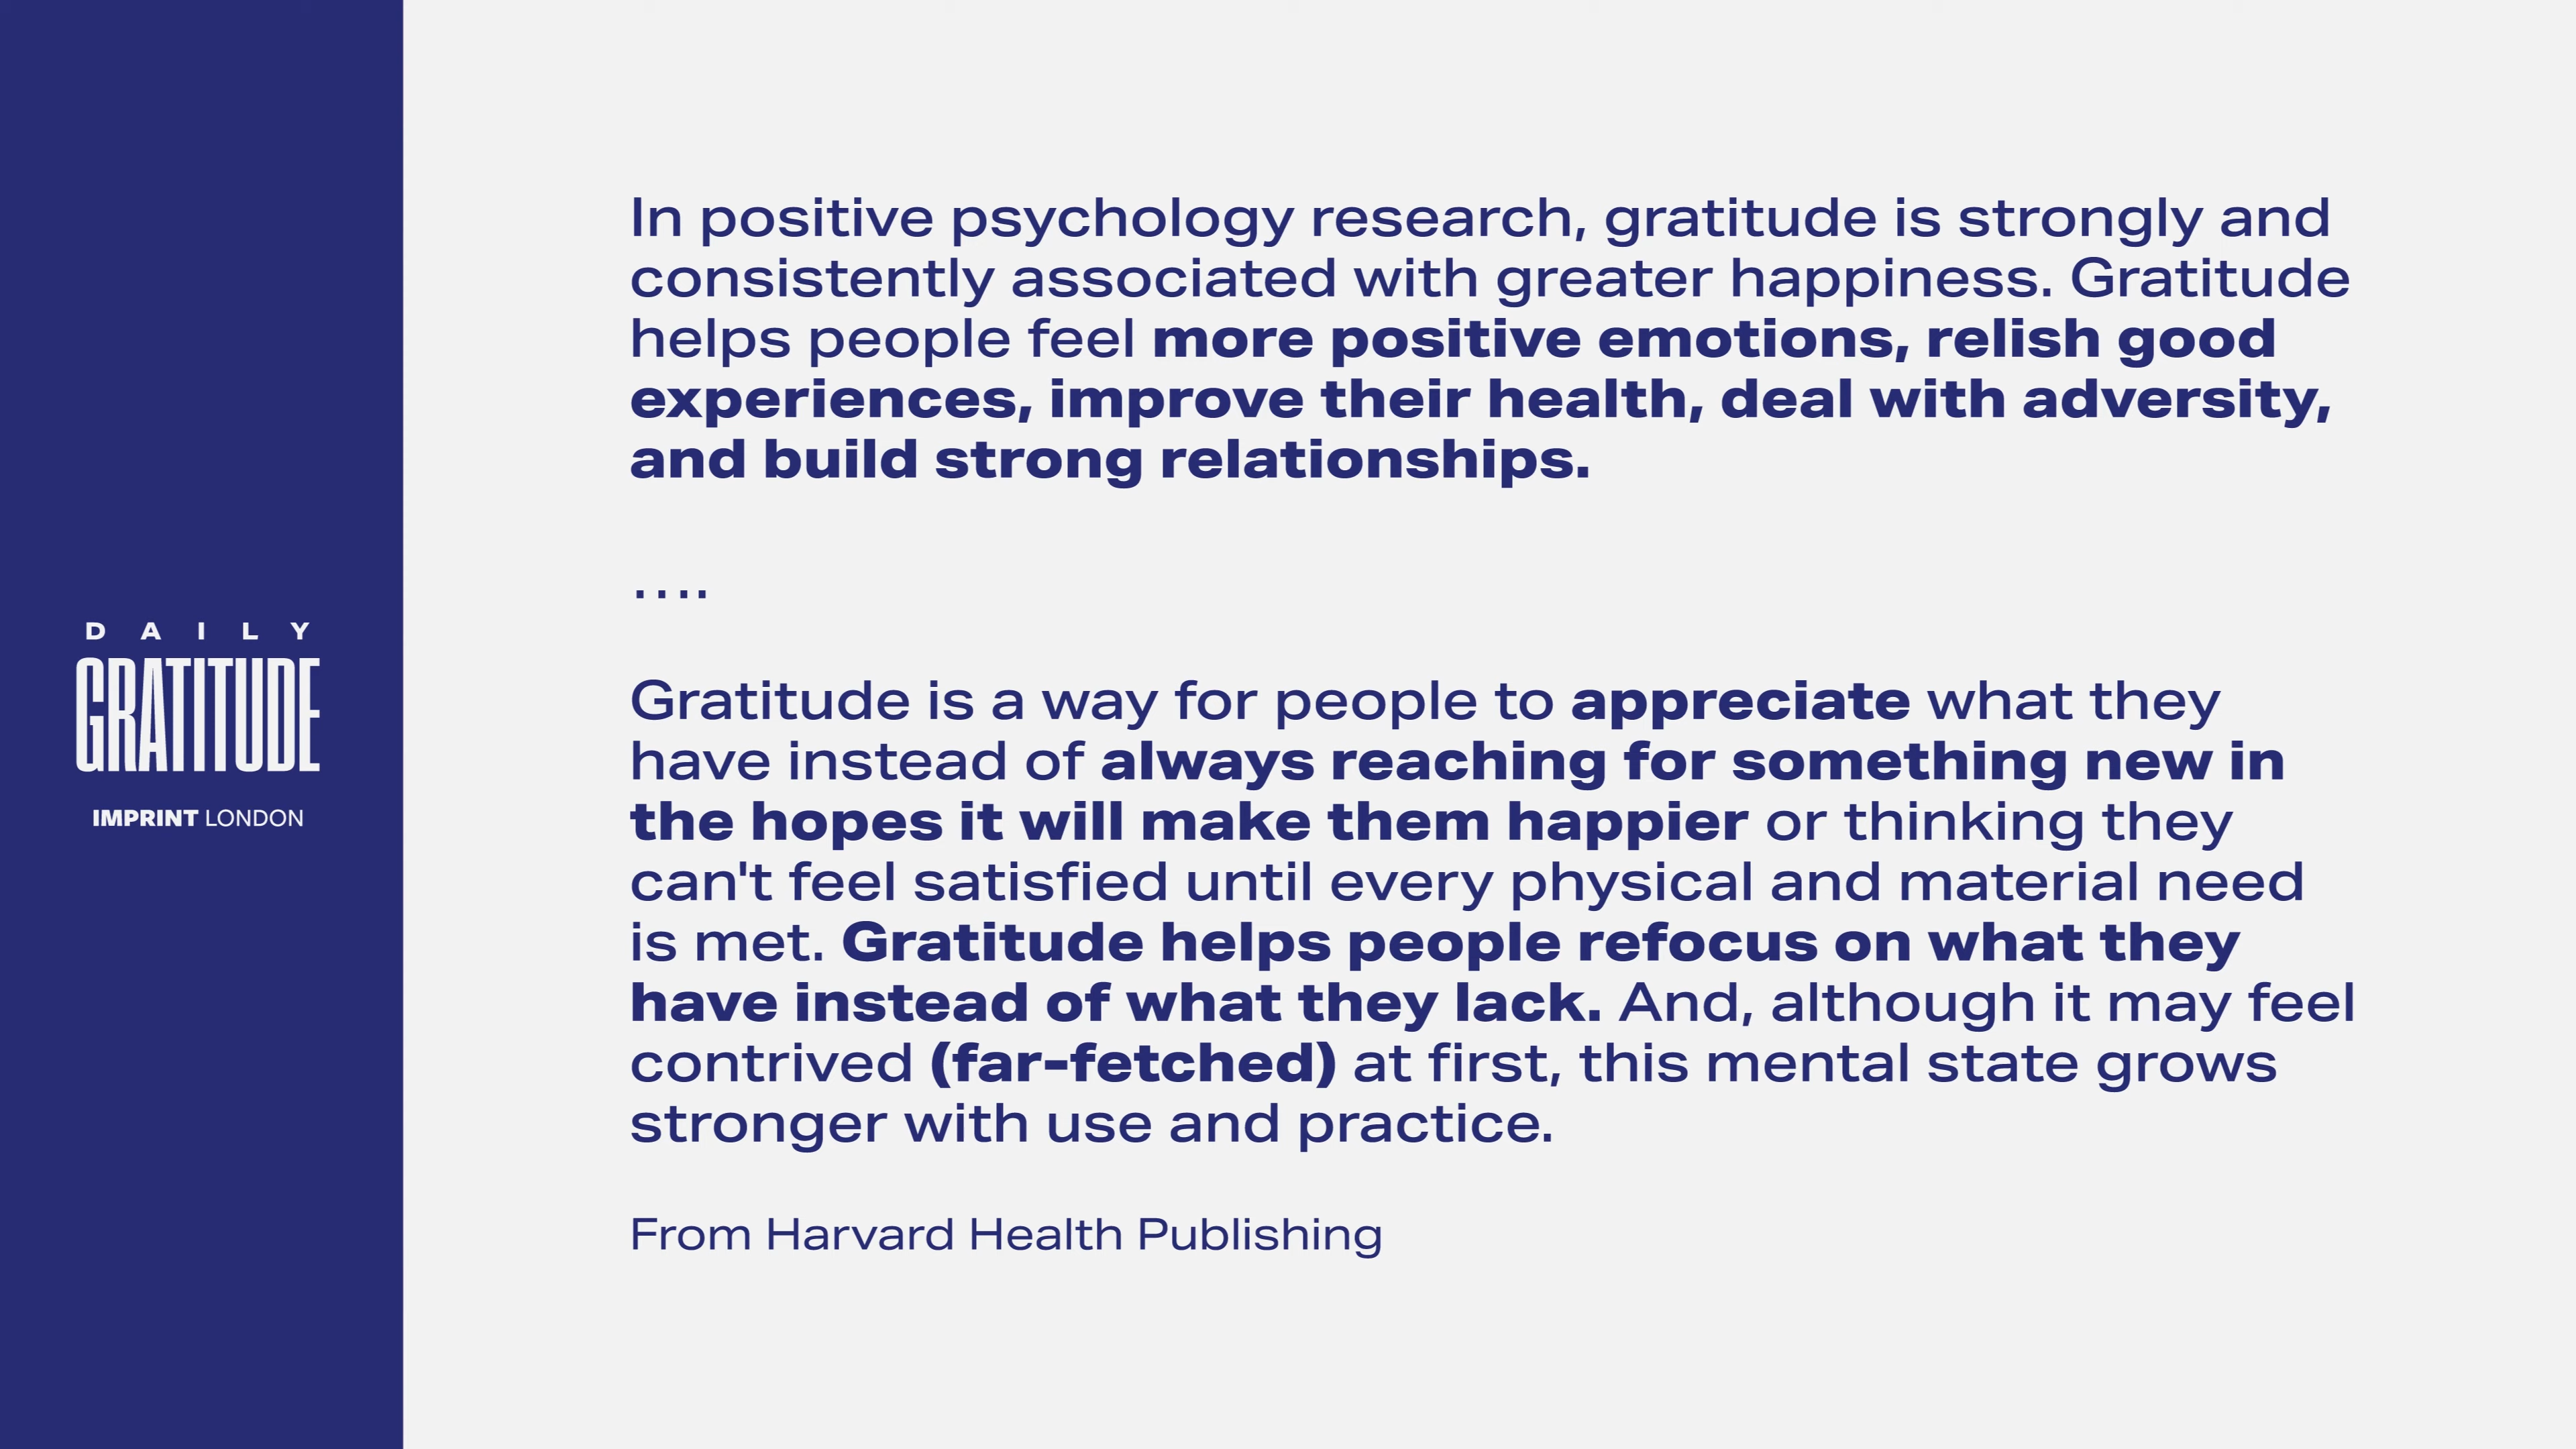 DAILY
GRATITUDE
IMPRINT LONDON
In positive psychology research, gratitude is strongly and
consistently associated with greater happiness. Gratitude
helps people feel more positive emotions, relish good
experiences, improve their health, deal with adversity,
and build strong relationships.
....
Gratitude is a way for people to appreciate what they
have instead of always reaching for something new in
the hopes it will make them happier or thinking they
can't feel satisfied until every physical and material need
is met. Gratitude helps people refocus on what they
have instead of what they lack. And, although it may feel
contrived (far-fetched) at first, this mental state grows
stronger with use and practice.
From Harvard Health Publishing